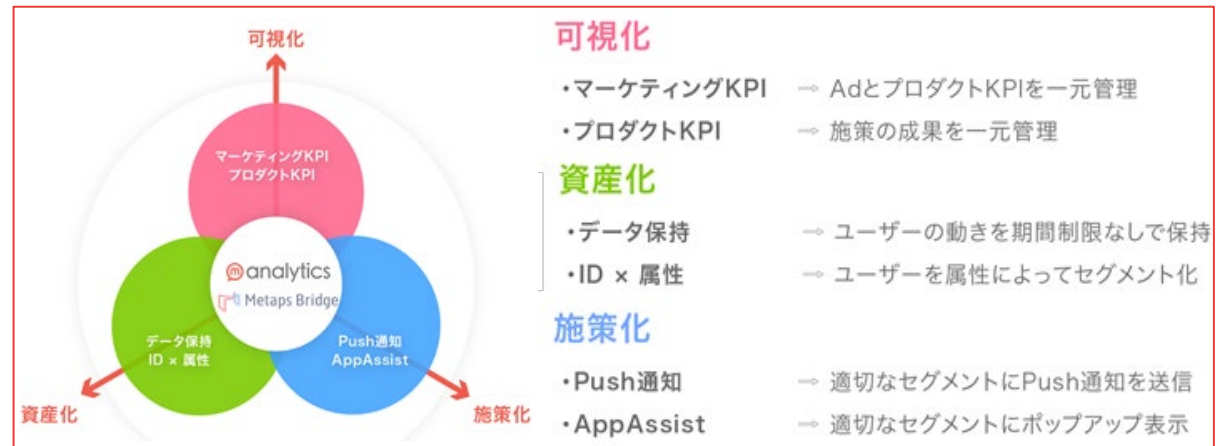 可視化
マーケティングKPI
プロダクトKPI
analytics
Metaps Bridge
データ保持
ID × 属性
Push通知
AppAssist
資産化
施策化
可視化
・マーケティングKPI → AdとプロダクトKPIを一元管理
・プロダクトKPI → 施策の成果を一元管理
資産化
・データ保持 → ユーザーの動きを期間制限なしで保持
・ID × 属性 → ユーザーを属性によってセグメント化
施策化
・Push通知 → 適切なセグメントにPush通知を送信
・AppAssist → 適切なセグメントにポップアップ表示